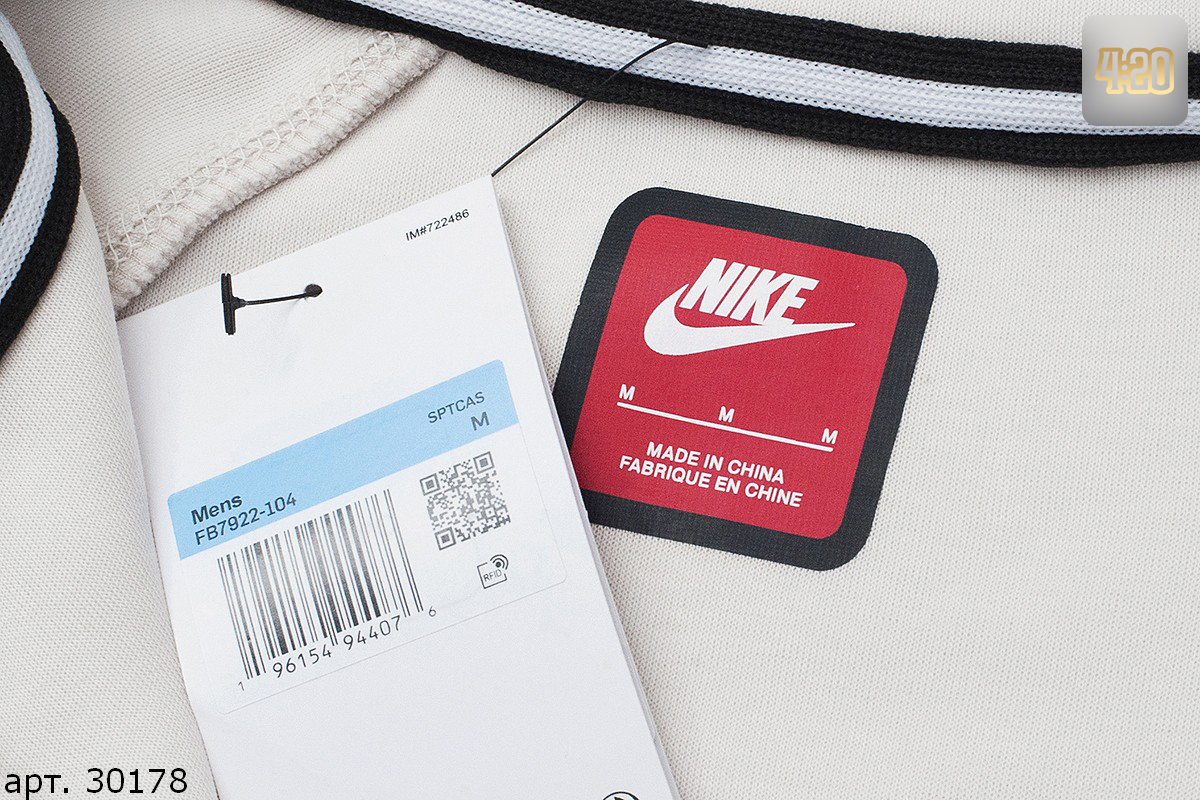 4:20
IM#722486
SPTCAS
M
Mens
FB7922-104
RFID
1 96154 94407 6
NIKE
M M M
MADE IN CHINA
FABRIQUE EN CHINE
арт. 30178